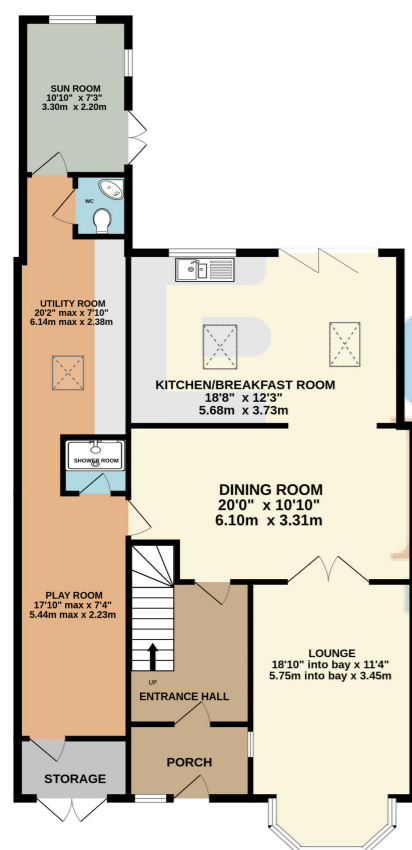 SUN ROOM
10'10" x 7'3"
3.30m x 2.20m
WC
UTILITY ROOM
20'2" max x 7'10"
6.14m max x 2.38m
KITCHEN/BREAKFAST ROOM
18'8" x 12'3"
5.68m x 3.73m
SHOWER ROOM
DINING ROOM
20'0" x 10'10"
6.10m x 3.31m
PLAY ROOM
17'10" max x 7'4"
5.44m max x 2.23m
LOUNGE
18'10" into bay x 11'4"
5.75m into bay x 3.45m
UP
ENTRANCE HALL
PORCH
STORAGE